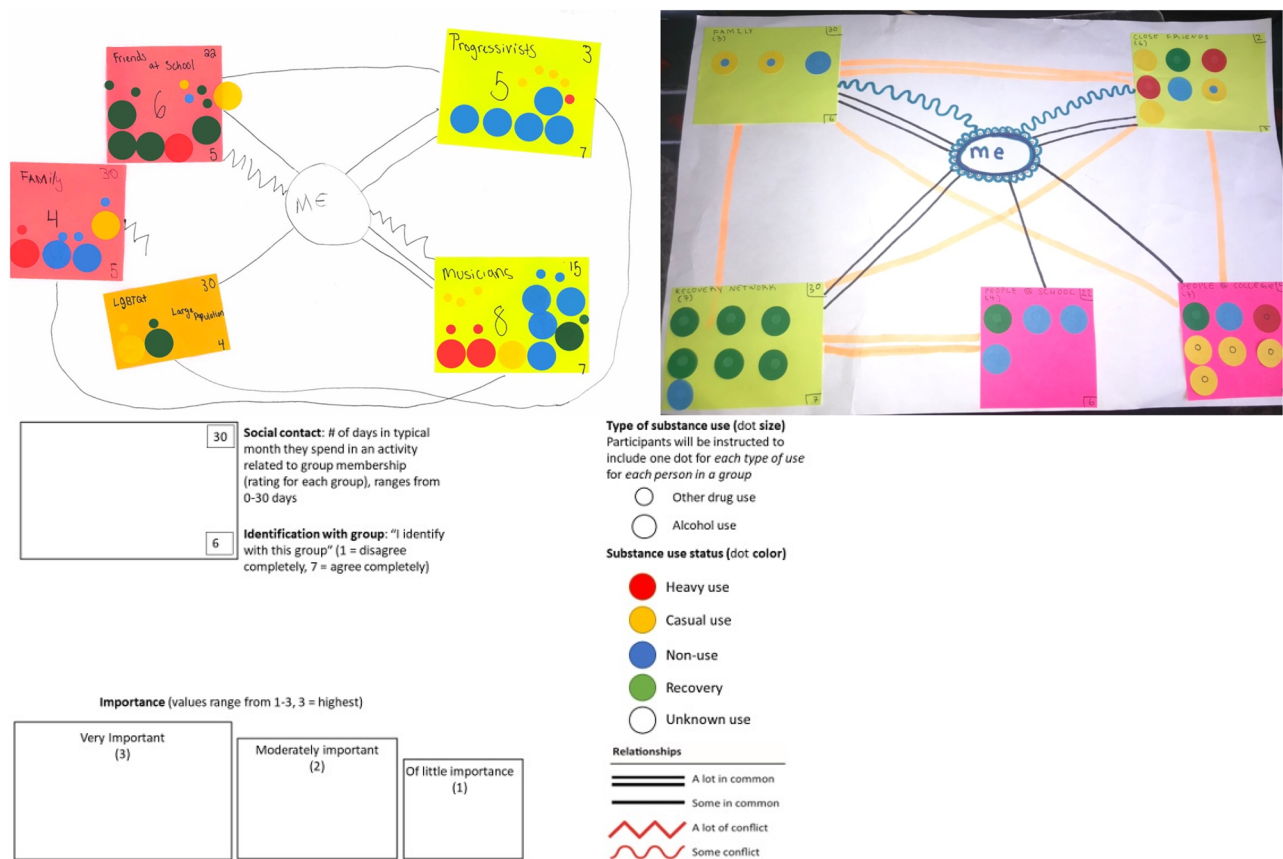 Friends
at School
22
6
5
Progressivists
3
5
7
FAMily
30
4
5
ME
LGBTQt
30
Large Population
4
Musicians
15
8
7
FAMILY
(3)
30
6
CLOSE FRIENDS
(6)
2
me
RECOVERY NETWORK
(7)
30
7
PEOPLE @ SCHOOL
(4)
22
6
PEOPLE @ COLLEGE
30
Social contact: # of days in typical
month they spend in an activity
related to group membership
(rating for each group), ranges from
0-30 days
6
Identification with group: “I identify
with this group” (1 = disagree
completely, 7 = agree completely)
Importance (values range from 1-3, 3 = highest)
Very Important
(3)
Moderately important
(2)
Of little importance
(1)
Type of substance use (dot size)
Participants will be instructed to
include one dot for each type of use
for each person in a group
Other drug use
Alcohol use
Substance use status (dot color)
Heavy use
Casual use
Non-use
Recovery
Unknown use
Relationships
A lot in common
Some in common
A lot of conflict
Some conflict